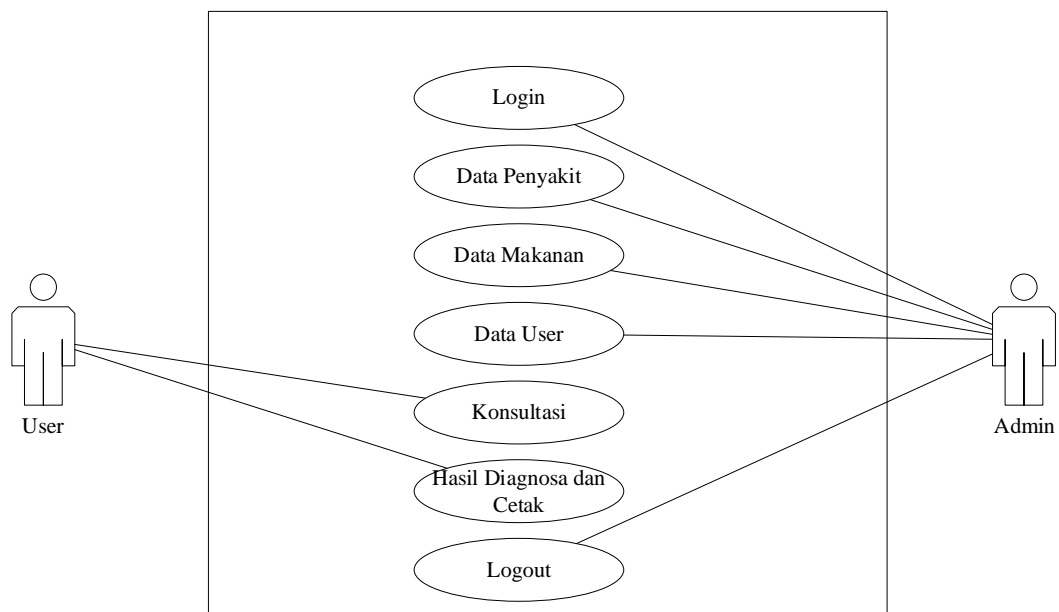 Login
Data Penyakit
Data Makanan
Data User
Konsultasi
Hasil Diagnosa dan
Cetak
Logout
User
Admin